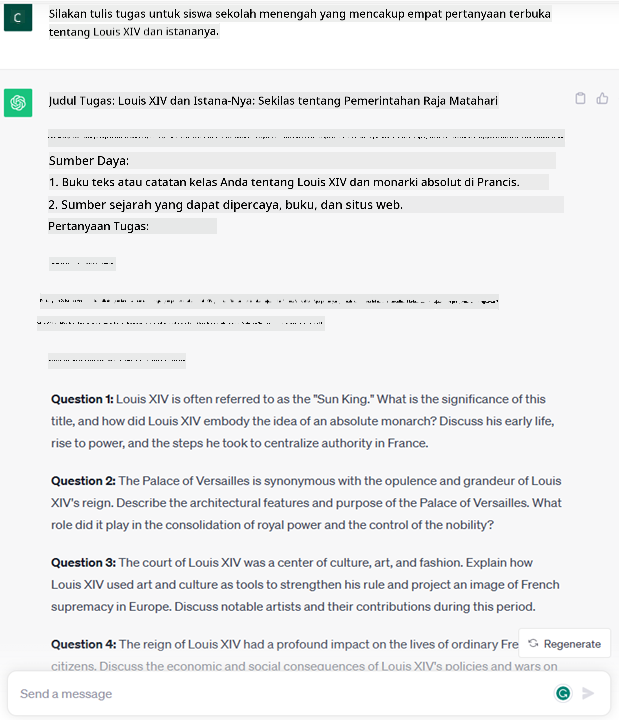 C
Silakan tulis tugas untuk siswa sekolah menengah yang mencakup empat pertanyaan terbuka
tentang Louis XIV dan istananya.
Judul Tugas: Louis XIV dan Istana-Nya: Sekilas tentang Pemerintahan Raja Matahari
Sumber Daya:
1. Buku teks atau catatan kelas Anda tentang Louis XIV dan monarki absolut di Prancis.
2. Sumber sejarah yang dapat dipercaya, buku, dan situs web.
Pertanyaan Tugas:
Question 1: Louis XIV is often referred to as the "Sun King." What is the significance of this
title, and how did Louis XIV embody the idea of an absolute monarch? Discuss his early life,
rise to power, and the steps he took to centralize authority in France.
Question 2: The Palace of Versailles is synonymous with the opulence and grandeur of Louis
XIV's reign. Describe the architectural features and purpose of the Palace of Versailles. What
role did it play in the consolidation of royal power and the control of the nobility?
Question 3: The court of Louis XIV was a center of culture, art, and fashion. Explain how
Louis XIV used art and culture as tools to strengthen his rule and project an image of French
supremacy in Europe. Discuss notable artists and their contributions during this period.
Question 4: The reign of Louis XIV had a profound impact on the lives of ordinary Fre
Regenerate
citizens. Discuss the economic and social consequences of Louis XIV's policies and wars on
Send a message